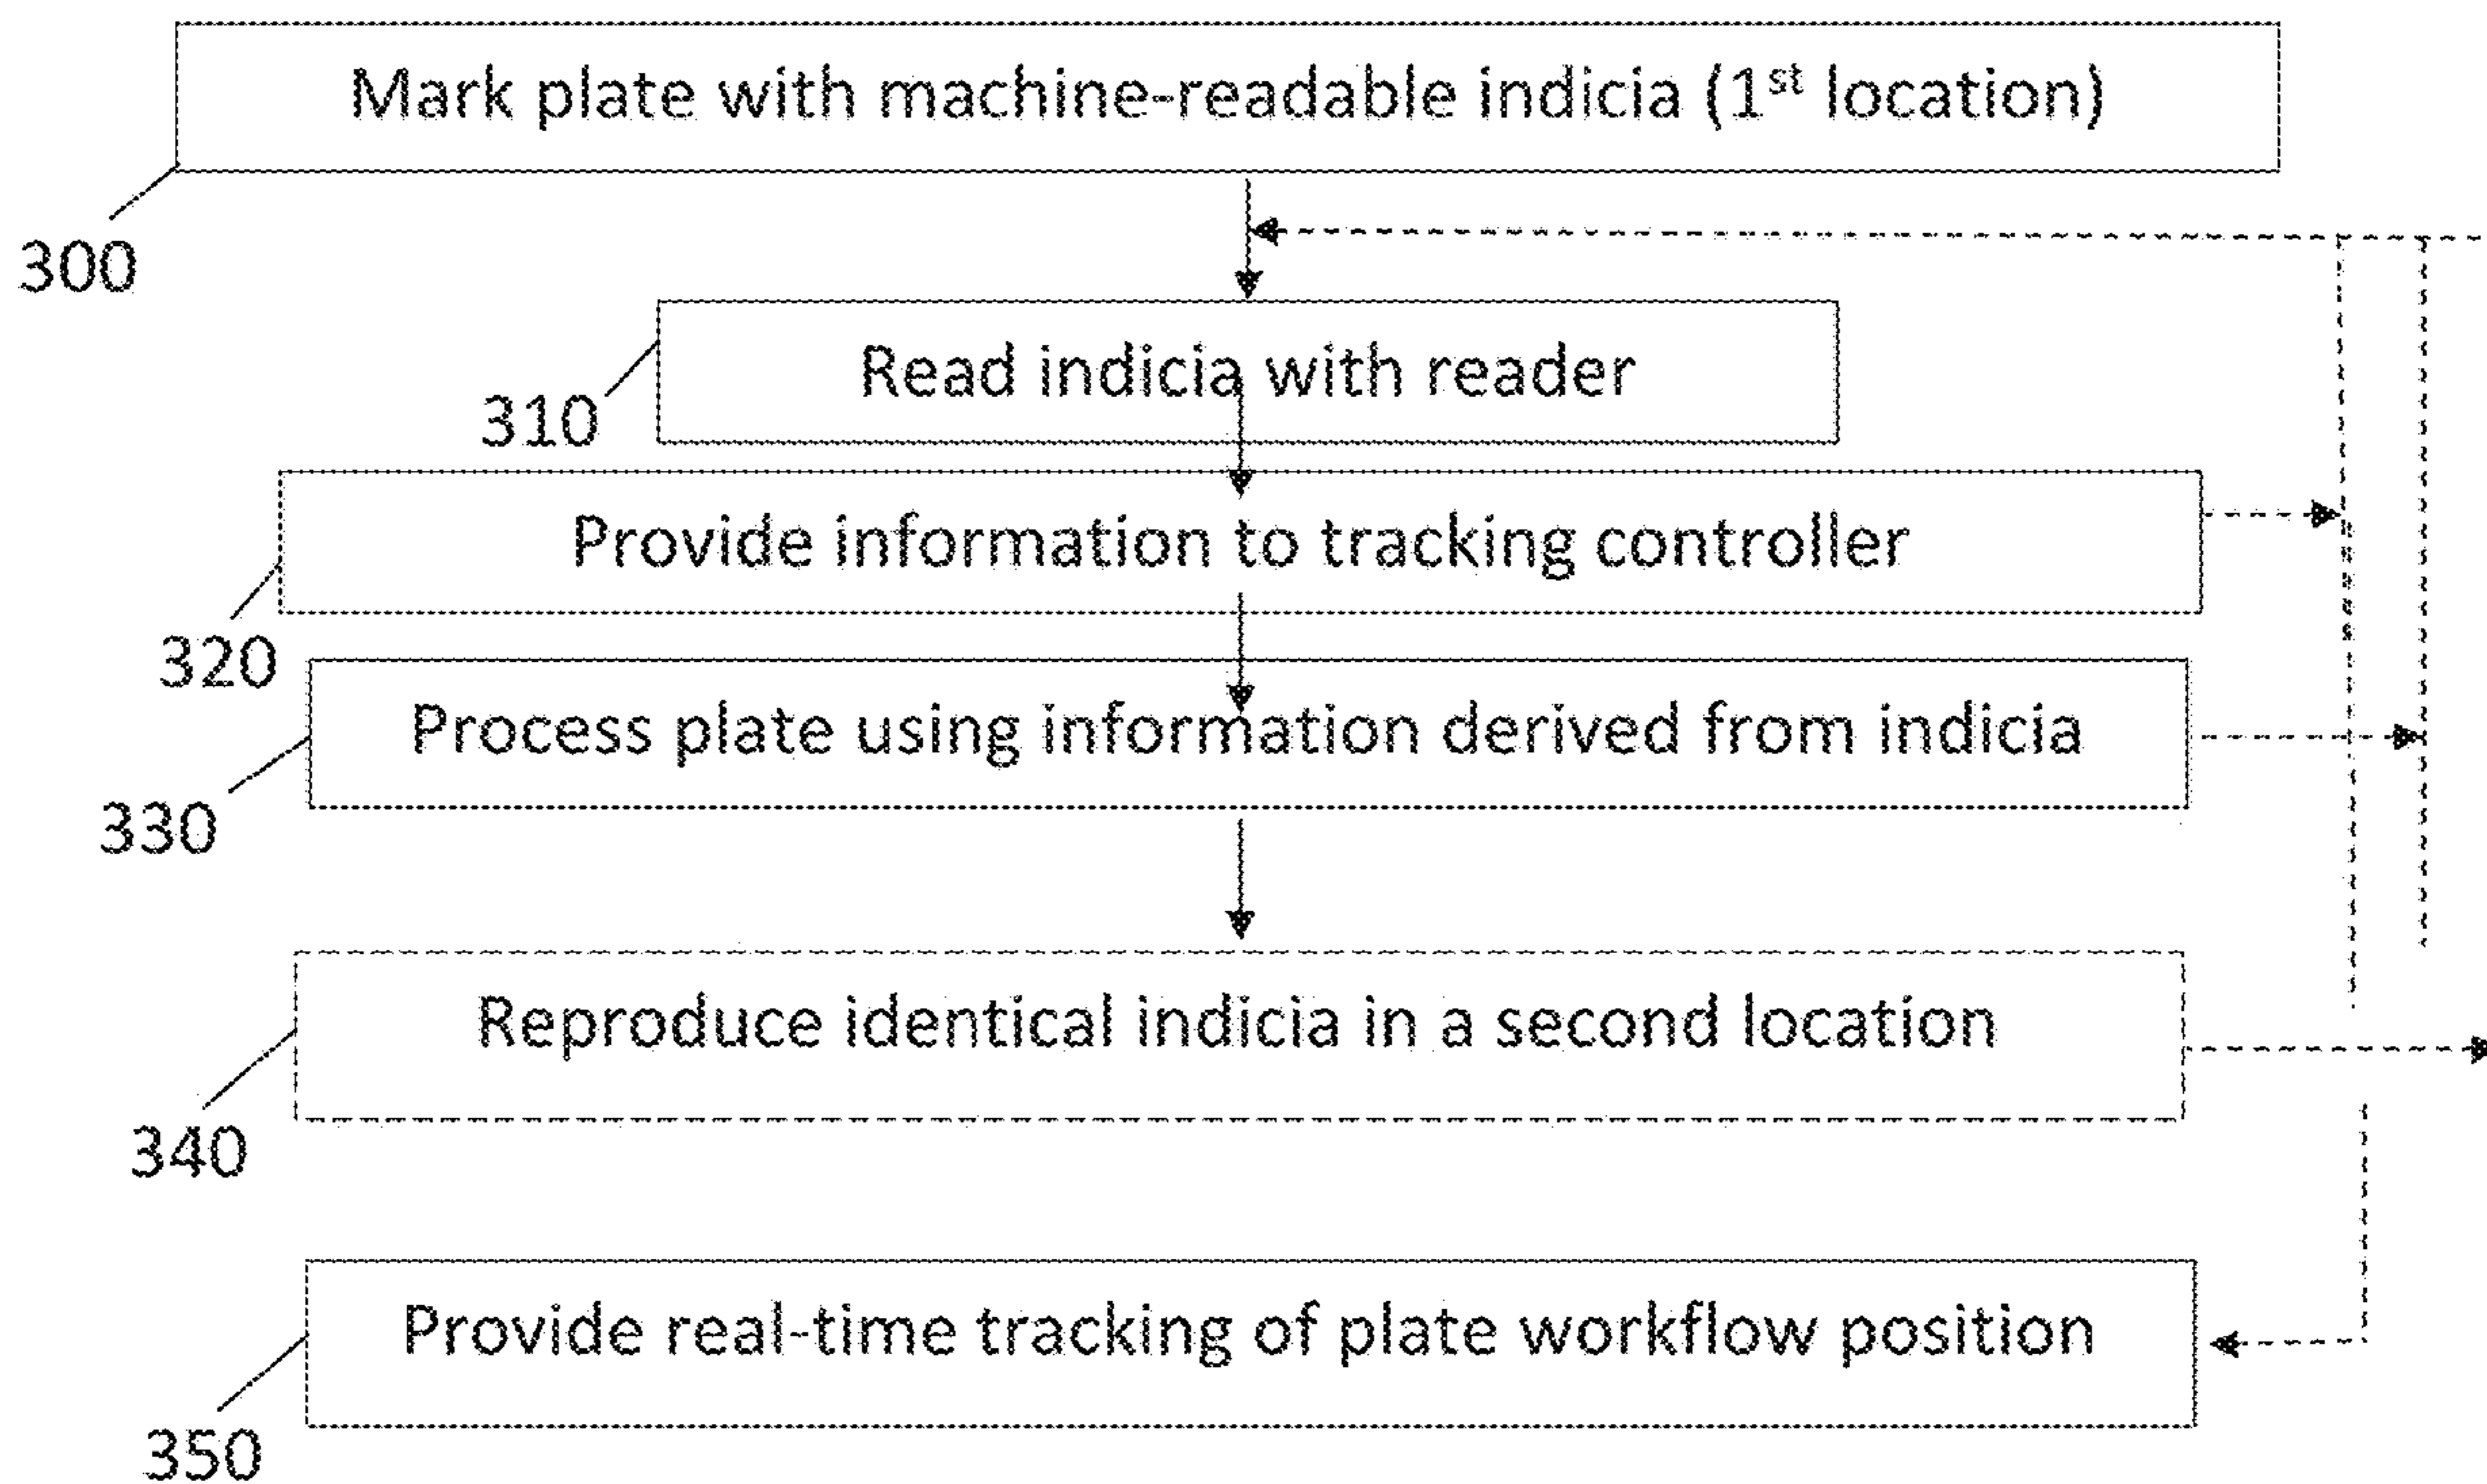 Mark plate with machine-readable indicia (1st location)
300
Read indicia with reader
310
Provide information to tracking controller
320
Process plate using information derived from indicia
330
Reproduce identical indicia in a second location
340
Provide real-time tracking of plate workflow position
350